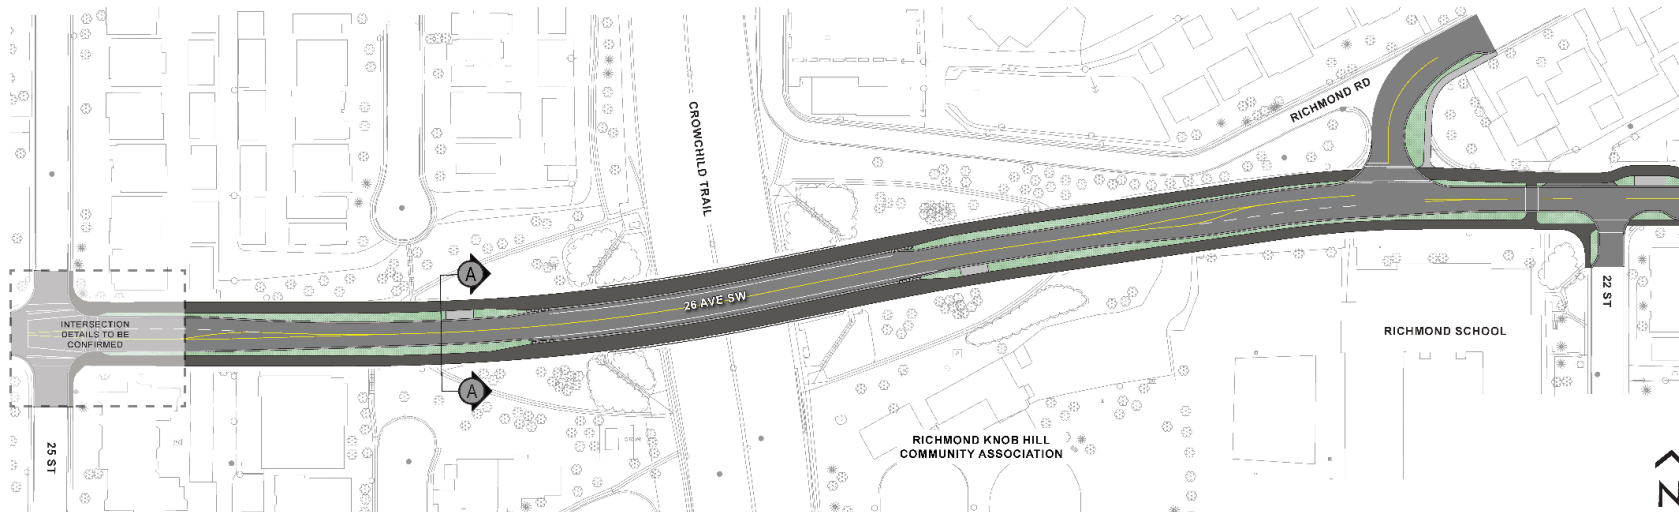 RICHMOND RD
CROWCHILD TRAIL
A
26 AVE SW
INTERSECTION
DETAILS TO BE
CONFIRMED
22 ST
RICHMOND SCHOOL
A
25 ST
RICHMOND KNOB HILL
COMMUNITY ASSOCIATION
N